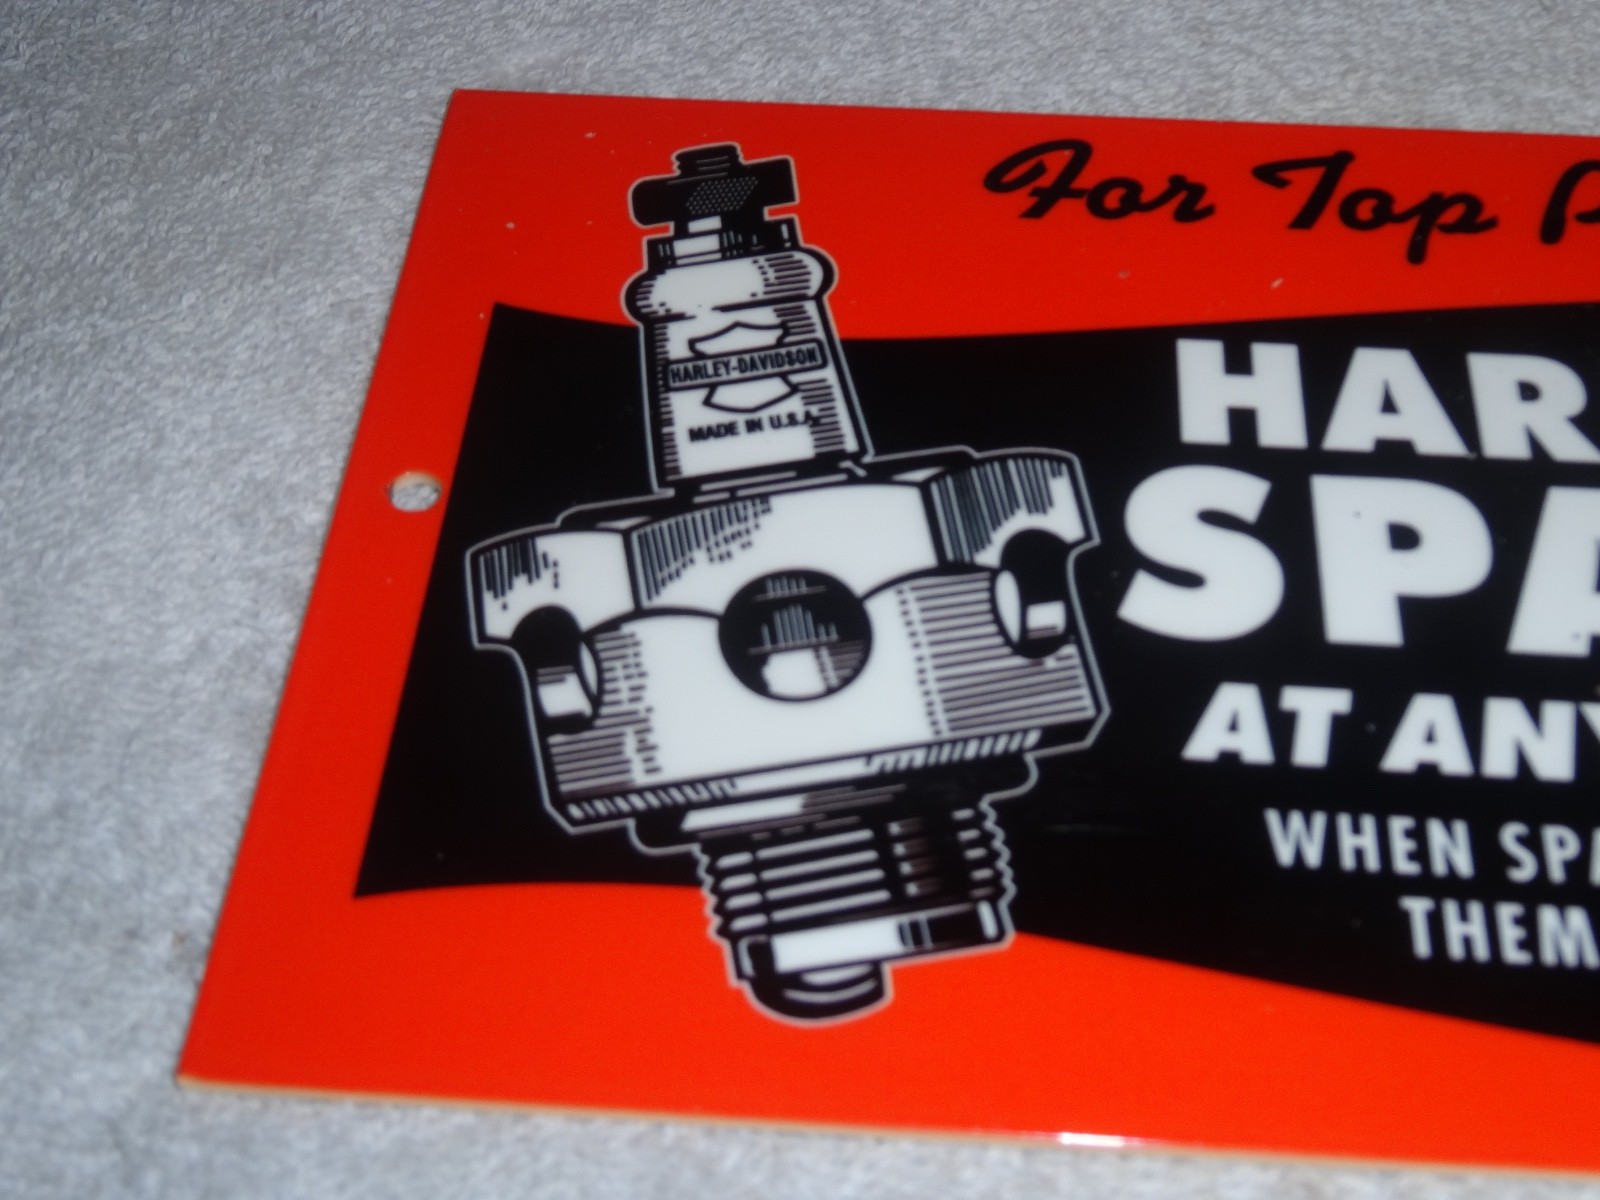 For Top P
HARLEY-DAVIDSON
MADE IN U.S.A.
HAR
SPA
AT ANY
WHEN SPA
THEM